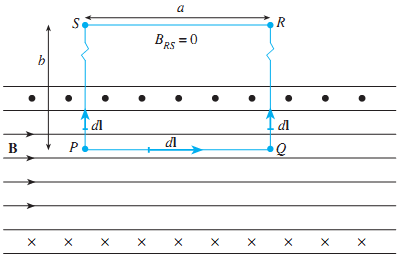 a
S R
B_RS = 0
b
• • • • • • • • • •
dl dl
B P dl Q
× × × × × × × × × ×